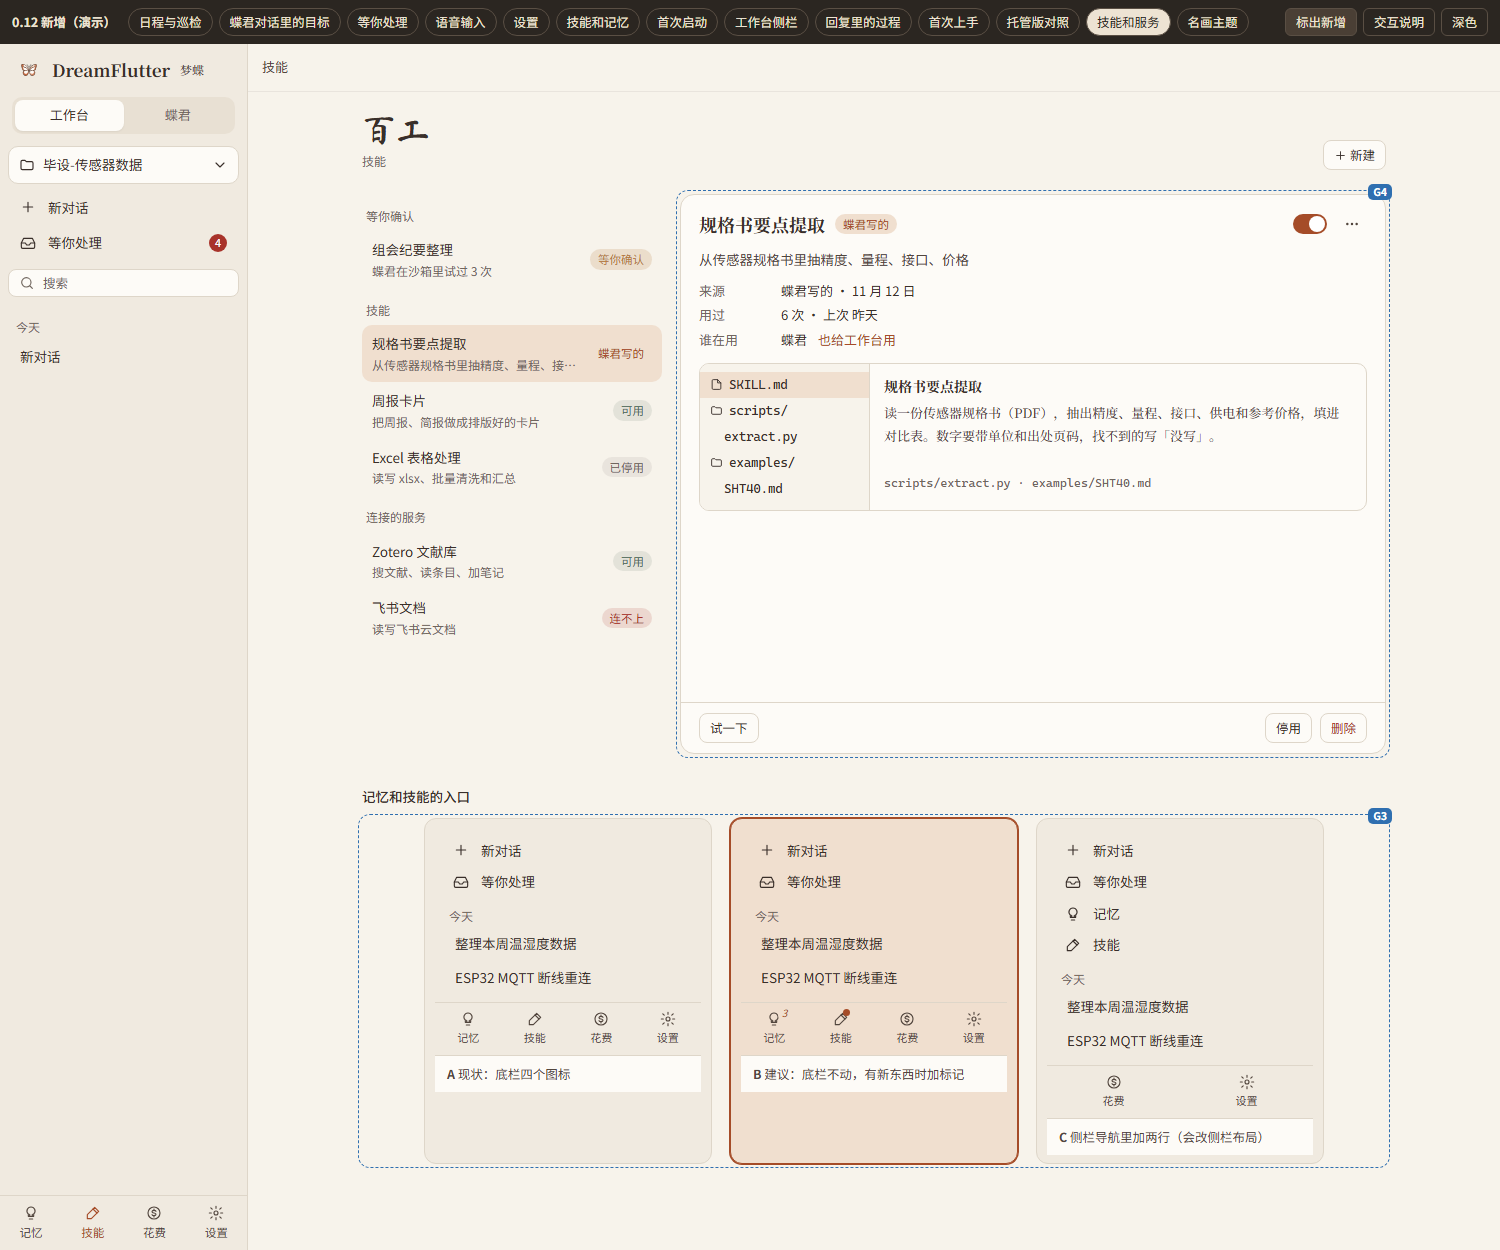 0.12 新增（演示） 日程与巡检 蝶君对话里的目标 等你处理 语音输入 设置 技能和记忆 首次启动 工作台侧栏 回复里的过程 首次上手 托管版对照 技能和服务 名画主题 标出新增 交互说明 深色
DreamFlutter 梦蝶
工作台 蝶君
毕设-传感器数据
新对话
等你处理 4
搜索
今天
新对话
记忆 技能 花费 设置
技能
百工
技能
新建
等你确认
组会纪要整理
蝶君在沙箱里试过 3 次
等你确认
技能
规格书要点提取
从传感器规格书里抽精度、量程、接…
蝶君写的
周报卡片
把周报、简报做成排版好的卡片
可用
Excel 表格处理
读写 xlsx、批量清洗和汇总
已停用
连接的服务
Zotero 文献库
搜文献、读条目、加笔记
可用
飞书文档
读写飞书云文档
连不上
G4
规格书要点提取 蝶君写的
从传感器规格书里抽精度、量程、接口、价格
来源 蝶君写的 · 11 月 12 日
用过 6 次 · 上次 昨天
谁在用 蝶君 也给工作台用
SKILL.md
scripts/
extract.py
examples/
SHT40.md
规格书要点提取
读一份传感器规格书（PDF），抽出精度、量程、接口、供电和参考价格，填进
对比表。数字要带单位和出处页码，找不到的写「没写」。
scripts/extract.py · examples/SHT40.md
试一下 停用 删除
记忆和技能的入口
G3
新对话
等你处理
今天
整理本周温湿度数据
ESP32 MQTT 断线重连
记忆 技能 花费 设置
A 现状：底栏四个图标
新对话
等你处理
今天
整理本周温湿度数据
ESP32 MQTT 断线重连
3
记忆 技能 花费 设置
B 建议：底栏不动，有新东西时加标记
新对话
等你处理
记忆
技能
今天
整理本周温湿度数据
ESP32 MQTT 断线重连
花费 设置
C 侧栏导航里加两行（会改侧栏布局）